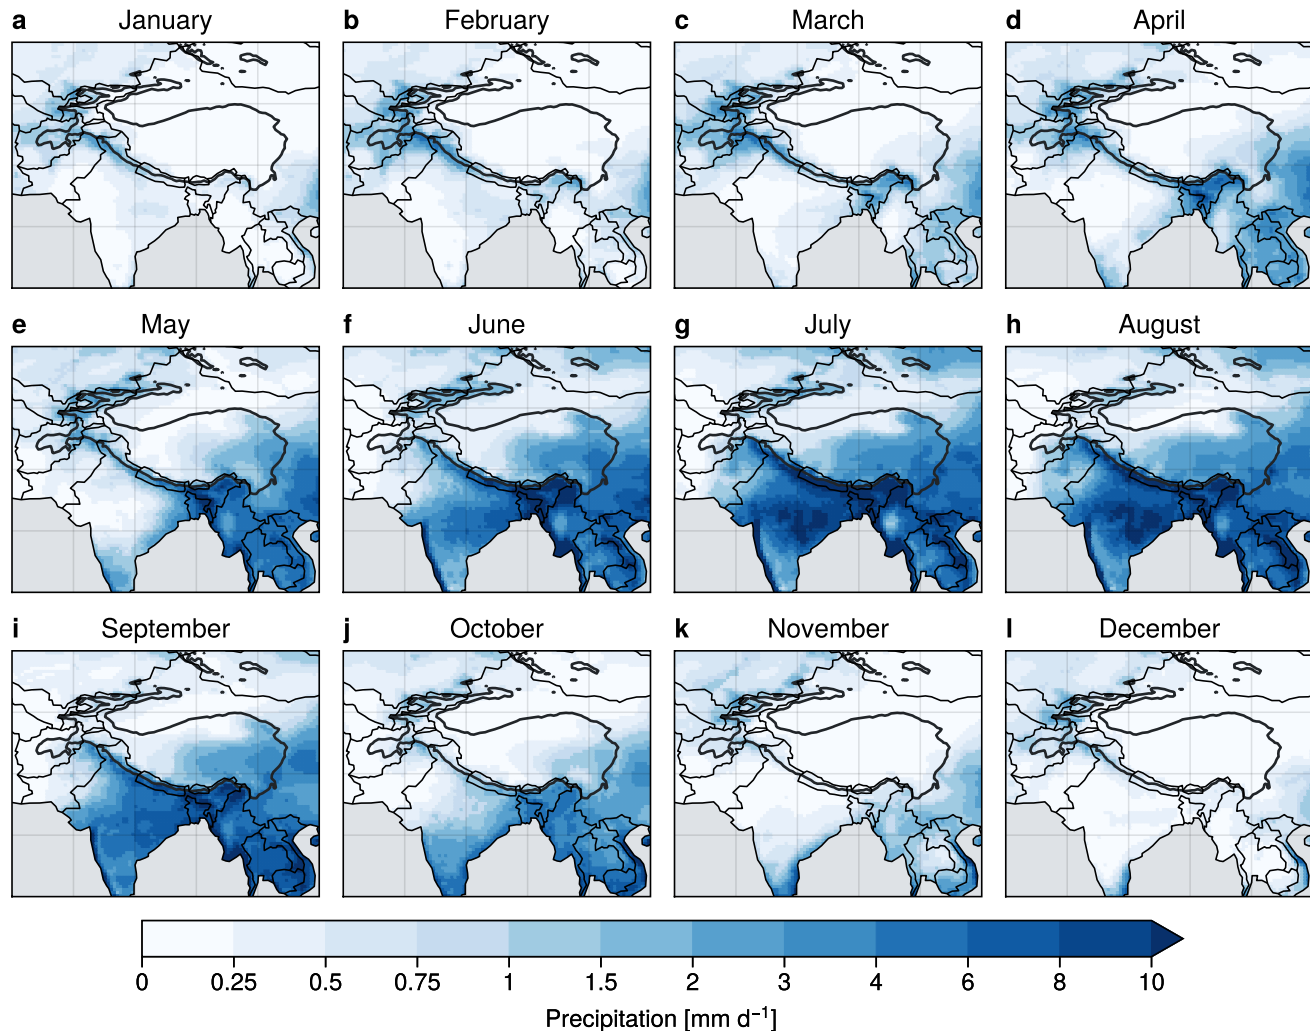 a January
b February
c March
d April
e May
f June
g July
h August
i September
j October
k November
l December
0 0.25 0.5 0.75 1 1.5 2 3 4 6 8 10
Precipitation [mm d⁻¹]